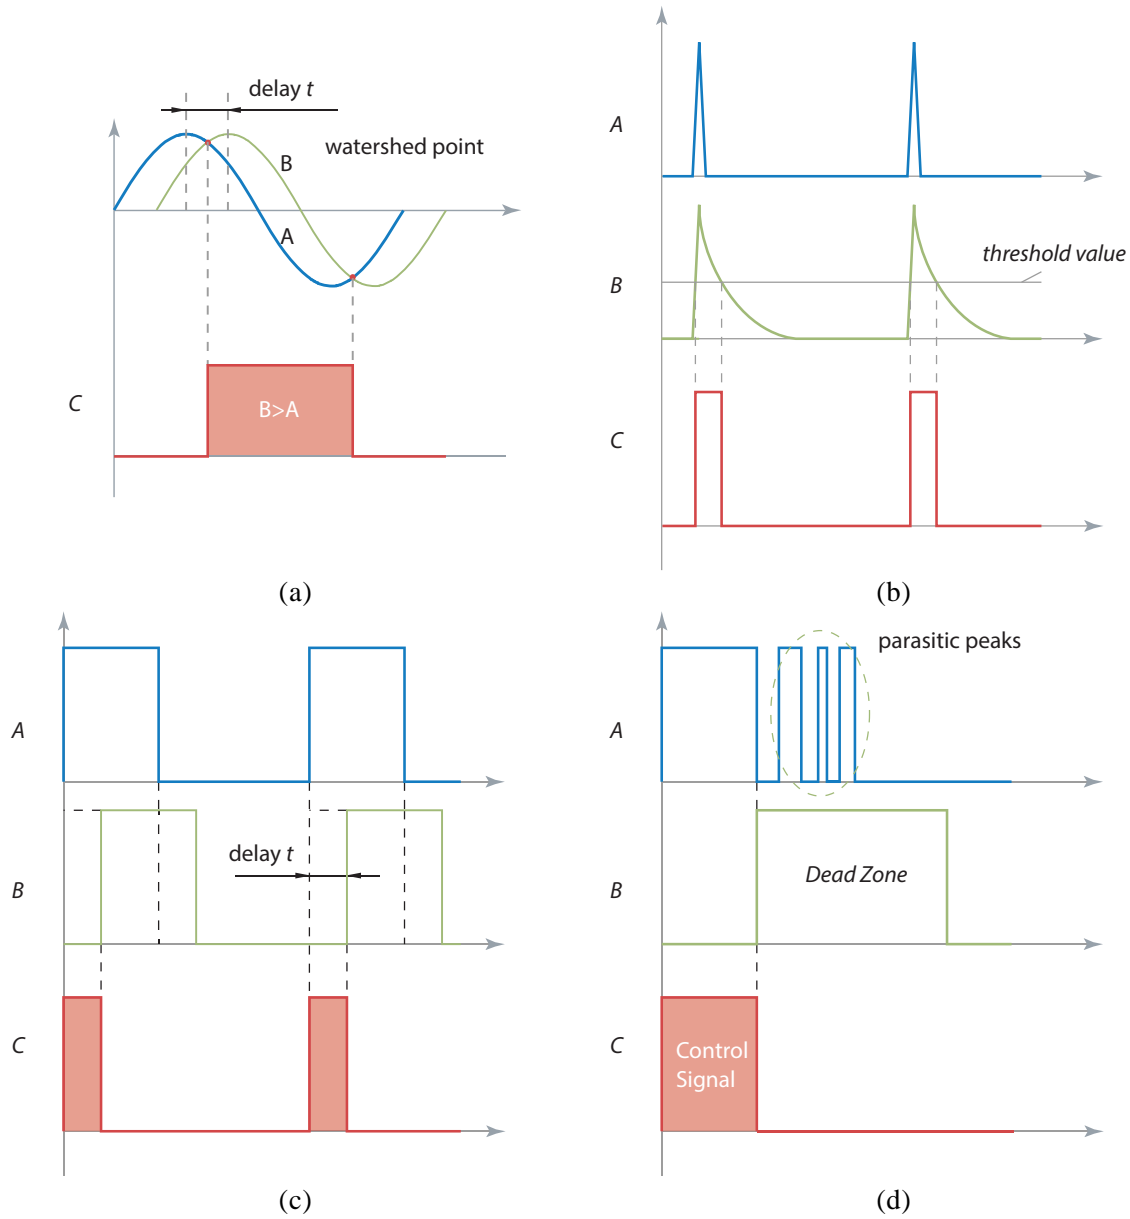 delay t
watershed point
B
A
C
B>A
(a)
A
threshold value
B
C
(b)
A
delay t
B
C
(c)
parasitic peaks
A
Dead Zone
B
C
Control
Signal
(d)